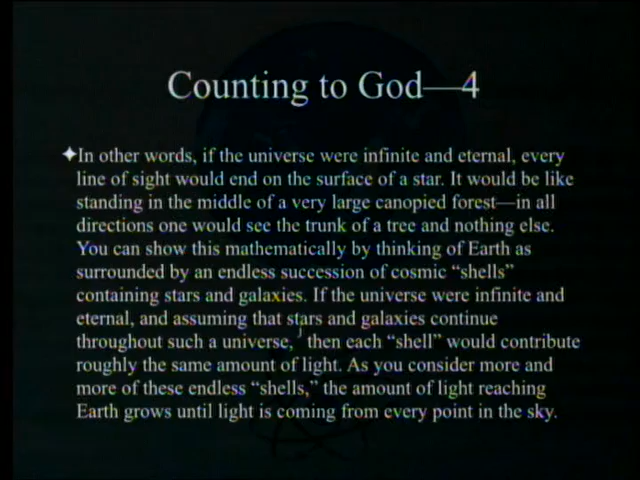 Counting to God—4
✦In other words, if the universe were infinite and eternal, every
line of sight would end on the surface of a star. It would be like
standing in the middle of a very large canopied forest—in all
directions one would see the trunk of a tree and nothing else.
You can show this mathematically by thinking of Earth as
surrounded by an endless succession of cosmic “shells”
containing stars and galaxies. If the universe were infinite and
eternal, and assuming that stars and galaxies continue
throughout such a universe, then each “shell” would contribute
roughly the same amount of light. As you consider more and
more of these endless “shells,” the amount of light reaching
Earth grows until light is coming from every point in the sky.